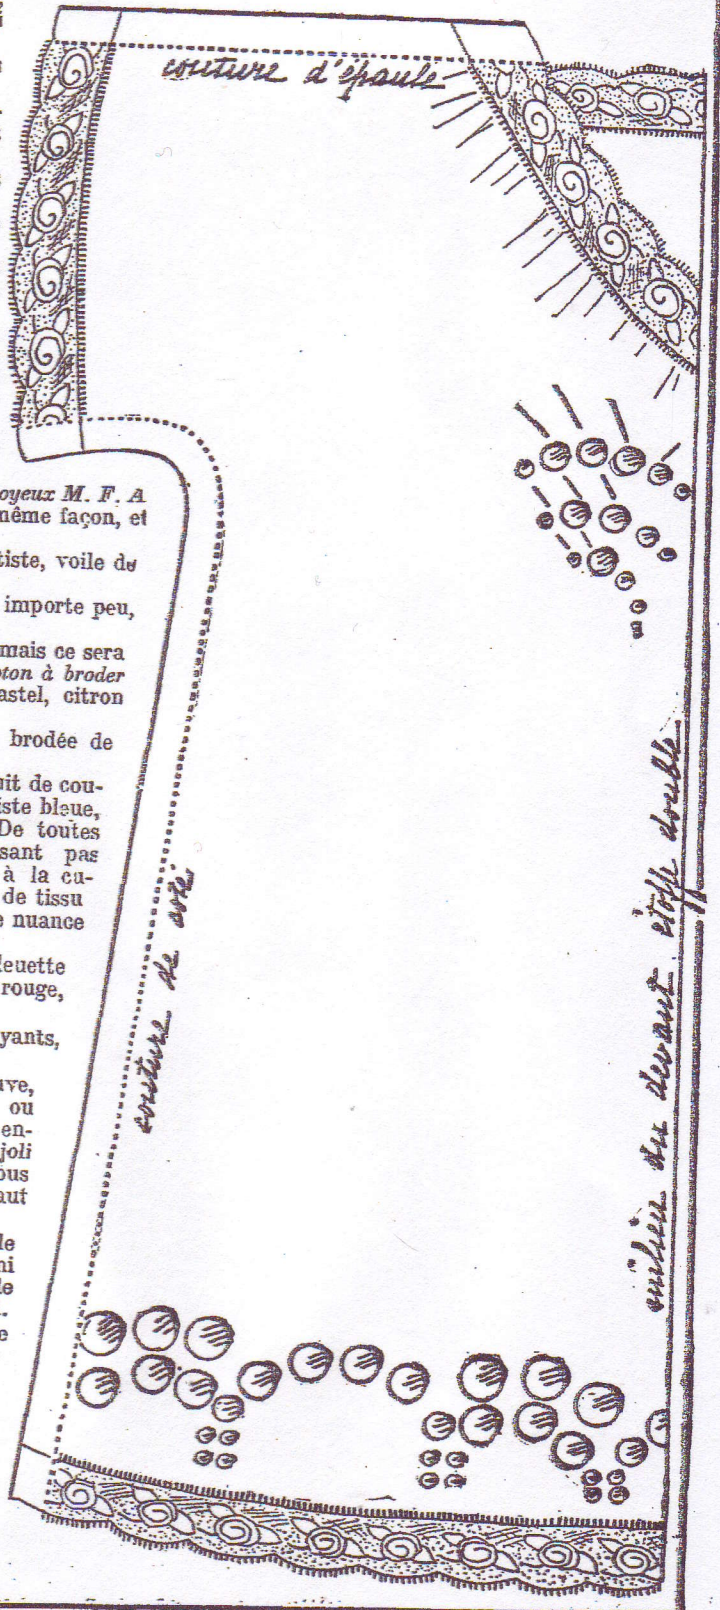 couture d'épaule
oyeux M. F. A
nême façon, et
tiste, voile de
importe peu,
mais ce sera
oton à broder
astel, citron
brodée de
uit de cou-
iste bleue,
De toutes
sant pas
à la cu-
de tissu
e nuance
leuette
rouge,
yants,
ve,
ou
en-
joli
ous
aut
le
ni
le
e
couture de côté
milieu du devant étoffe double